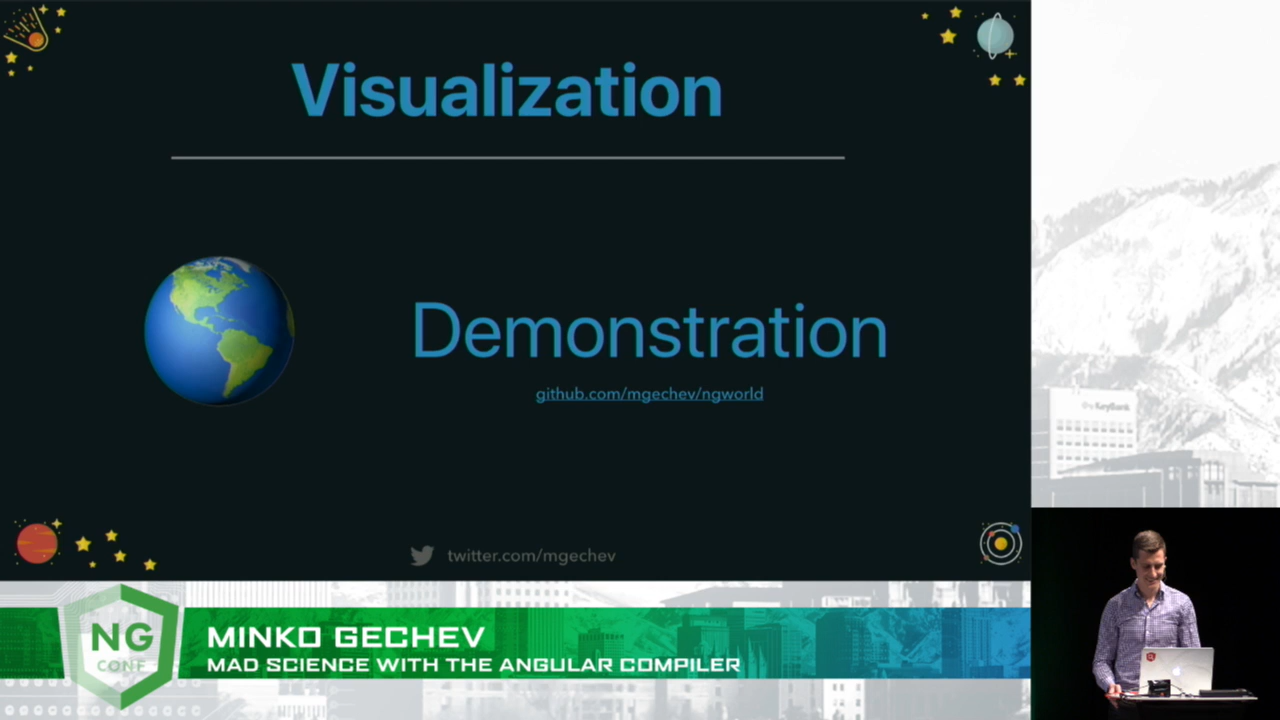 Visualization
Demonstration
github.com/mgechev/ngworld
twitter.com/mgechev
KeyBank
NG
CONF
MINKO GECHEV
MAD SCIENCE WITH THE ANGULAR COMPILER